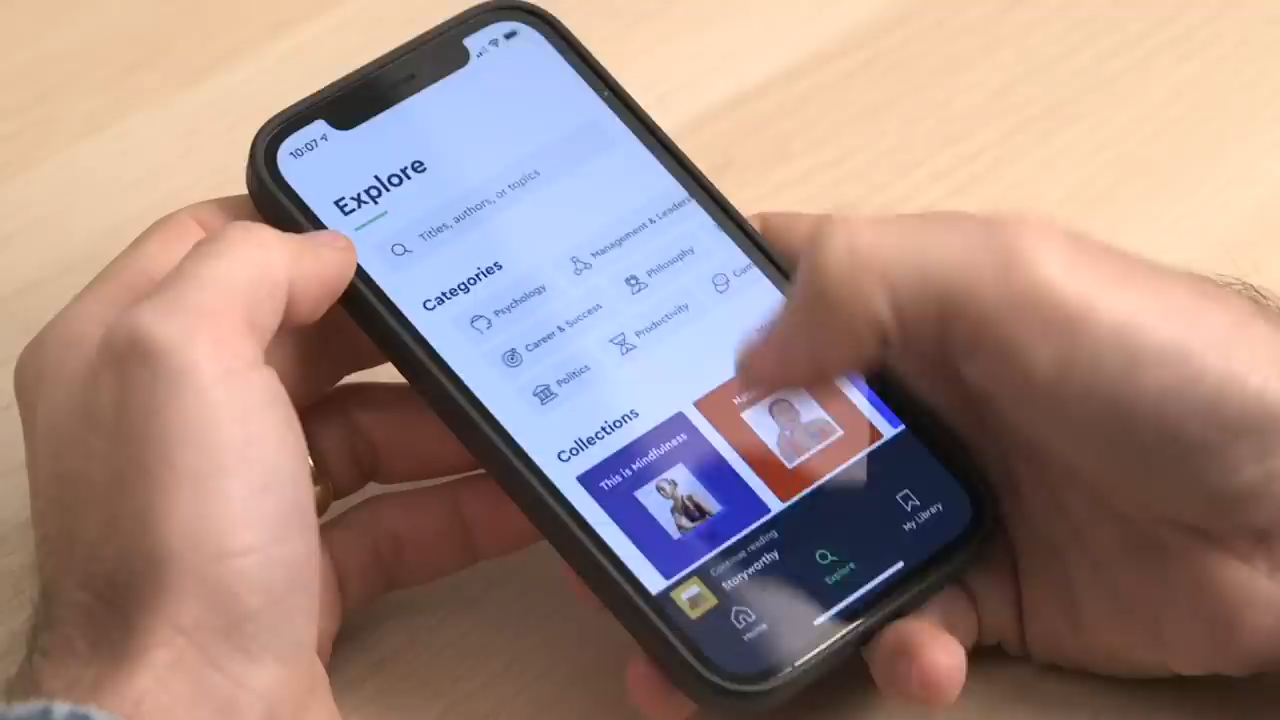 10:07
Explore
Titles, authors, or topics
Categories
Psychology
Management & Leaders
Career & Success
Philosophy
Politics
Productivity
Collections
This is Mindfulness
Continue reading
Storyworthy
Home
Explore
My Library